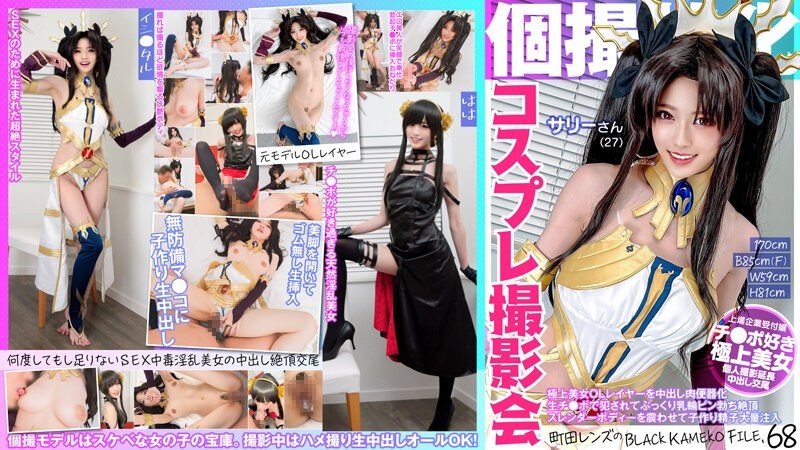 SEXのために生まれた超絶スタイル
イシ●タル
元モデルOLレイヤー
はは
チ●ポが好き過ぎる天然淫乱美女
美脚を開いて
ゴム無し生挿入
無防備マ●コに
子作り生中出し
何度してもし足りないSEX中毒淫乱美女の中出し絶頂交尾
個撮モデルはスケベな女の子の宝庫。撮影中はハメ撮り生中出しオールOK!
個撮
コスプレ撮影会
サリーさん
(27)
170cm
B85cm(F)
W59cm
H81cm
上場企業受付嬢
チ●ポ好き
極上美女
個人撮影延長
中出し交尾
極上美女OLレイヤーを中出し肉便器化
生チ●ポで犯されてぷっくり乳輪ビン勃ち絶頂
スレンダーボディーを震わせて子作り精子大量注入
町田レンズのBLACK KAMEKO FILE. 68